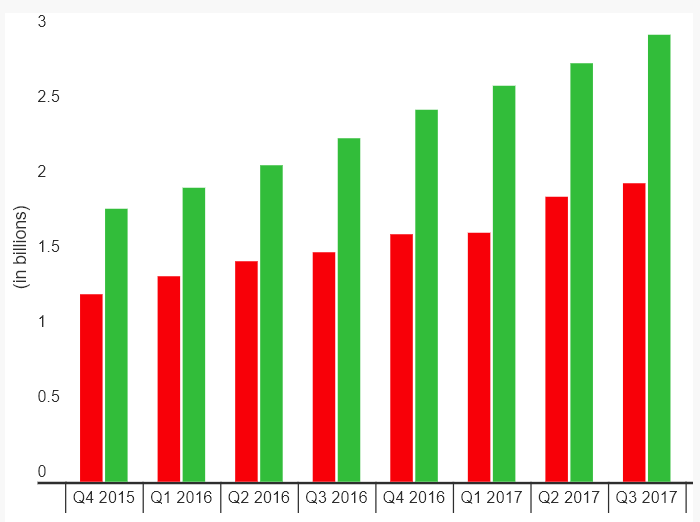 3
2.5
2
1.5
1
0.5
0
(in billions)
Q4 2015
Q1 2016
Q2 2016
Q3 2016
Q4 2016
Q1 2017
Q2 2017
Q3 2017